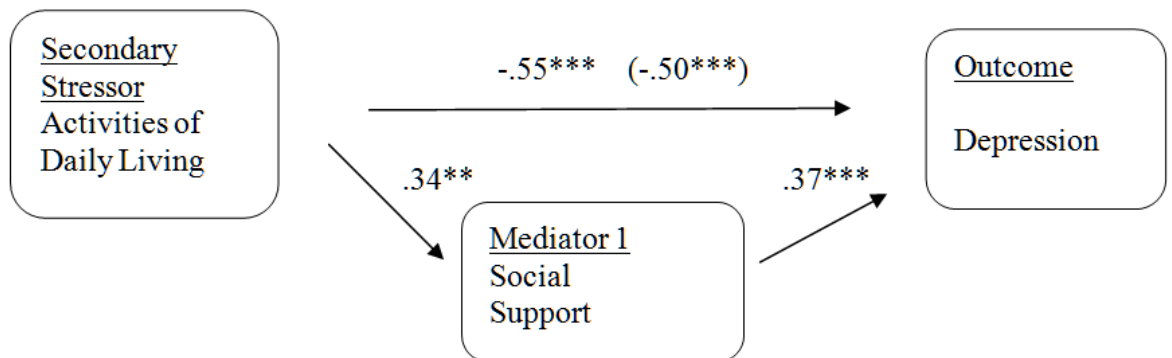 Secondary
Stressor
Activities of
Daily Living
-.55*** (-.50***)
Outcome
Depression
.34**
.37***
Mediator 1
Social
Support